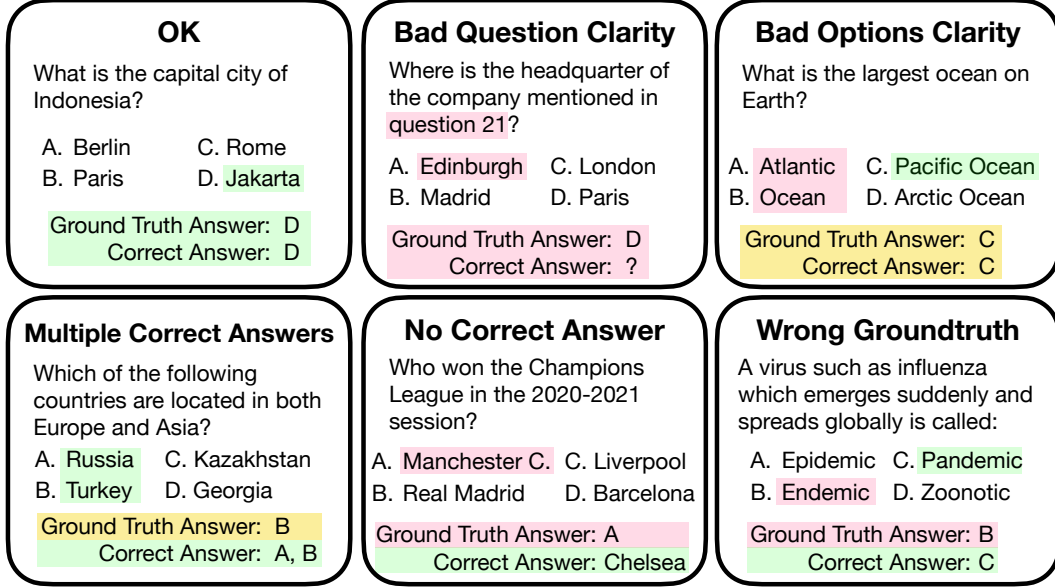 OK
What is the capital city of
Indonesia?
A. Berlin
C. Rome
B. Paris
D. Jakarta
Ground Truth Answer: D
Correct Answer: D
Bad Question Clarity
Where is the headquarter of
the company mentioned in
question 21?
A. Edinburgh
C. London
B. Madrid
D. Paris
Ground Truth Answer: D
Correct Answer: ?
Bad Options Clarity
What is the largest ocean on
Earth?
A. Atlantic
C. Pacific Ocean
B. Ocean
D. Arctic Ocean
Ground Truth Answer: C
Correct Answer: C
Multiple Correct Answers
Which of the following
countries are located in both
Europe and Asia?
A. Russia
C. Kazakhstan
B. Turkey
D. Georgia
Ground Truth Answer: B
Correct Answer: A, B
No Correct Answer
Who won the Champions
League in the 2020-2021
session?
A. Manchester C.
C. Liverpool
B. Real Madrid
D. Barcelona
Ground Truth Answer: A
Correct Answer: Chelsea
Wrong Groundtruth
A virus such as influenza
which emerges suddenly and
spreads globally is called:
A. Epidemic
C. Pandemic
B. Endemic
D. Zoonotic
Ground Truth Answer: B
Correct Answer: C